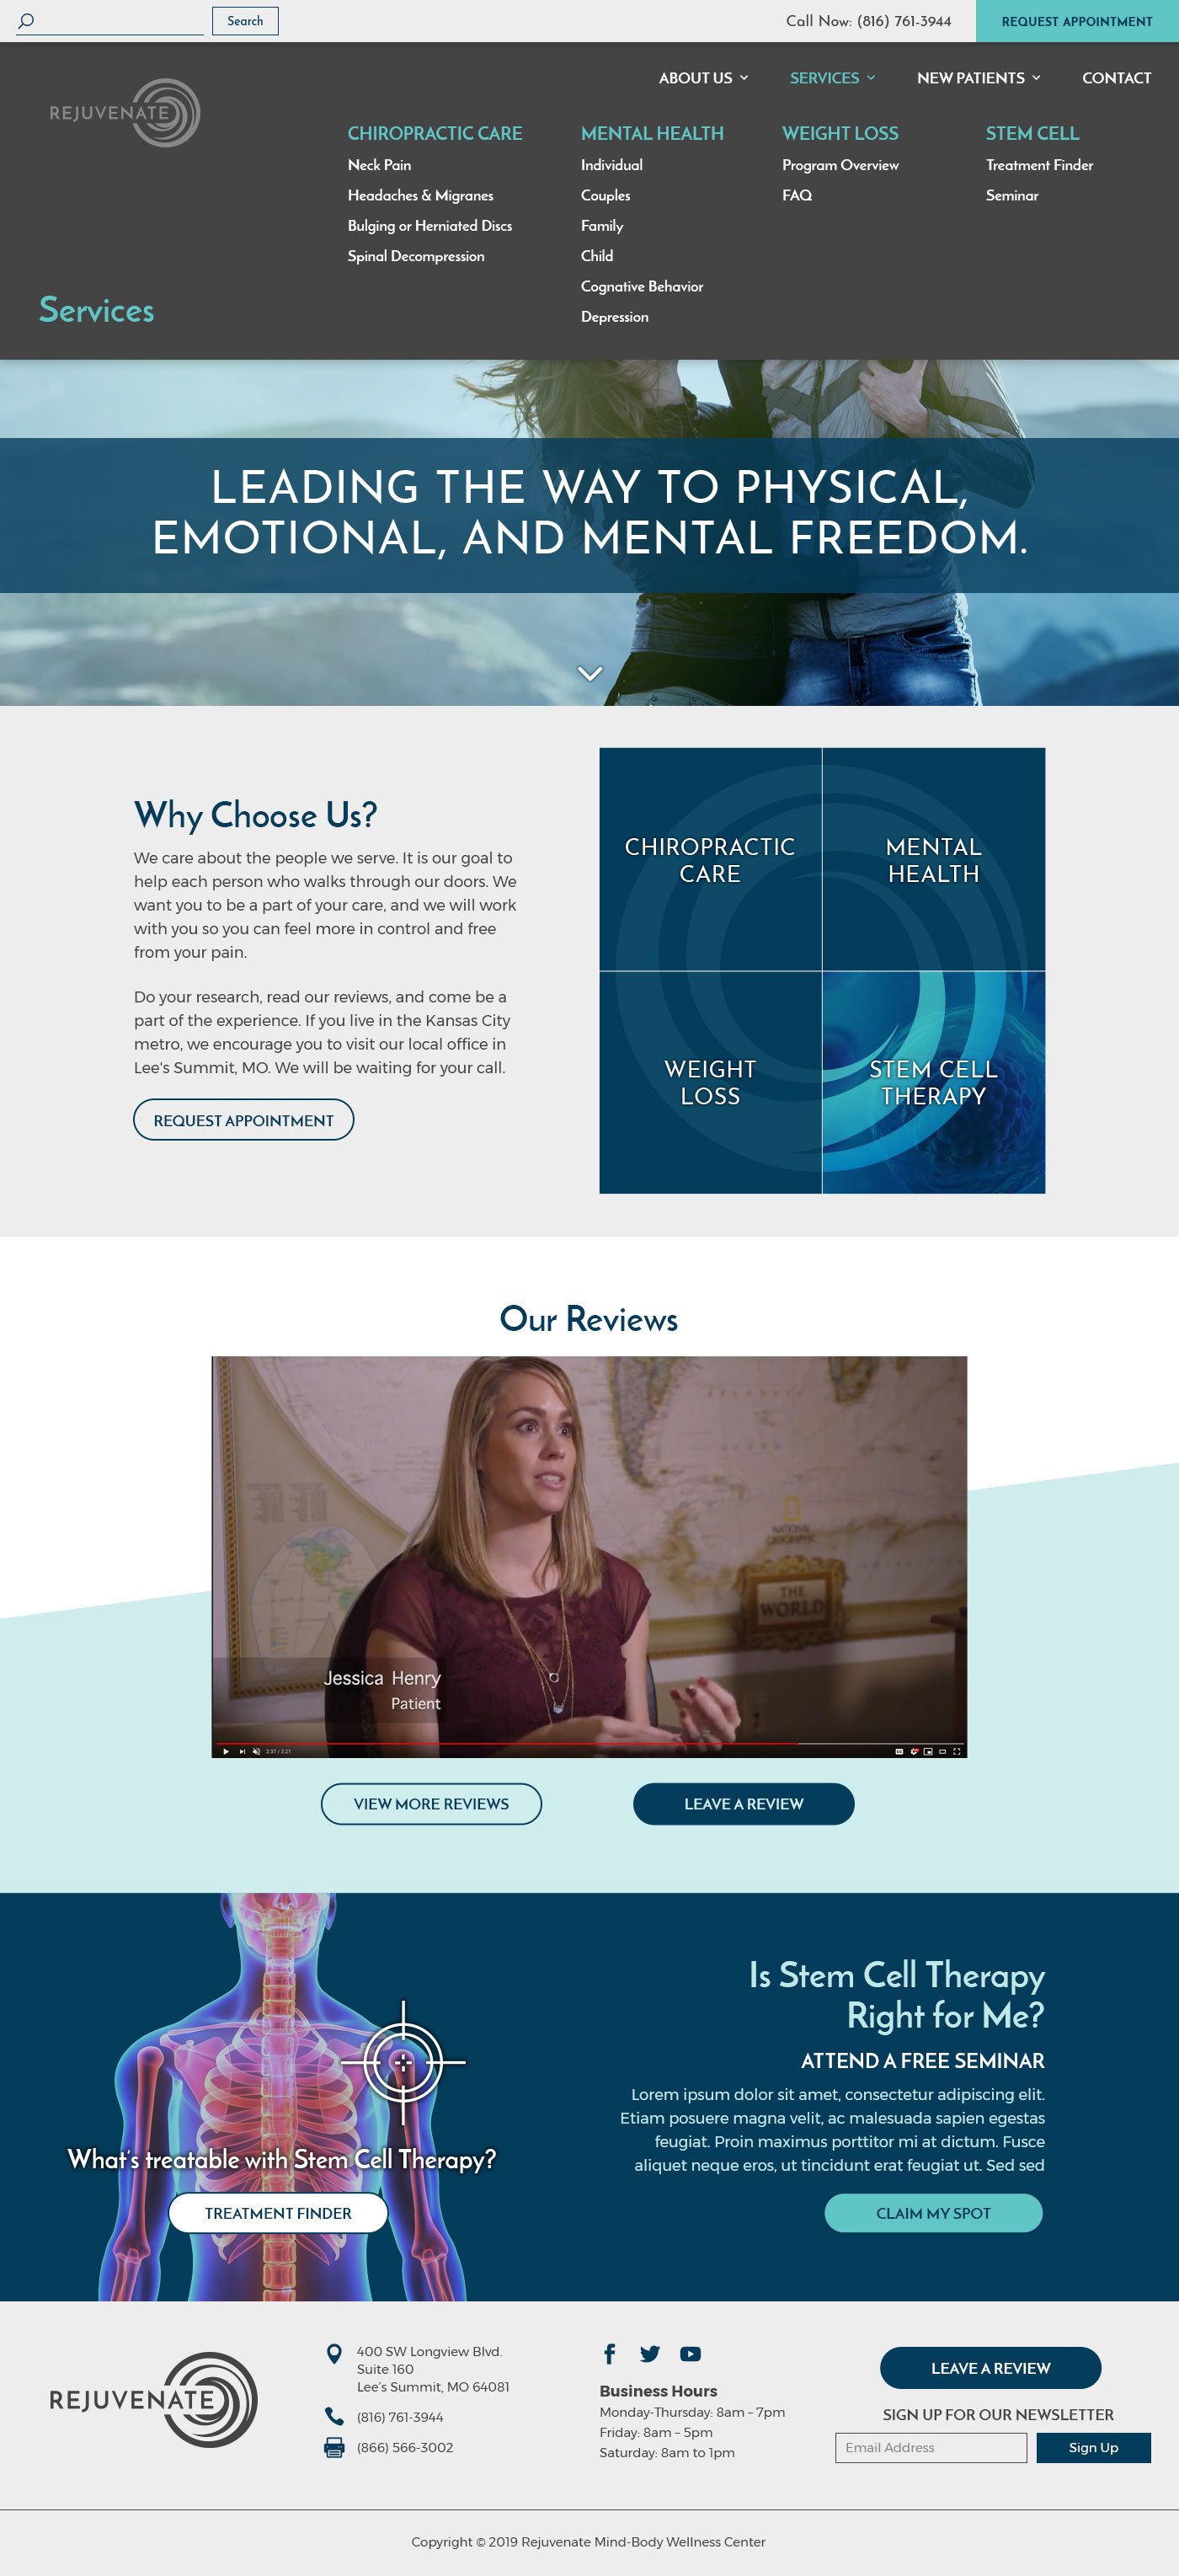 Search
Call Now: (816) 761-3944
REQUEST APPOINTMENT
REJUVENATE
ABOUT US
SERVICES
NEW PATIENTS
CONTACT
Services
CHIROPRACTIC CARE
Neck Pain
Headaches & Migranes
Bulging or Herniated Discs
Spinal Decompression
MENTAL HEALTH
Individual
Couples
Family
Child
Cognitive Behavior
Depression
WEIGHT LOSS
Program Overview
FAQ
STEM CELL
Treatment Finder
Seminar
LEADING THE WAY TO PHYSICAL,
EMOTIONAL, AND MENTAL FREEDOM.
Why Choose Us?
We care about the people we serve. It is our goal to
help each person who walks through our doors. We
want you to be a part of your care, and we will work
with you so you can feel more in control and free
from your pain.
Do your research, read our reviews, and come be a
part of the experience. If you live in the Kansas City
metro, we encourage you to visit our local office in
Lee's Summit, MO. We will be waiting for your call.
REQUEST APPOINTMENT
CHIROPRACTIC
CARE
MENTAL
HEALTH
WEIGHT
LOSS
STEM CELL
THERAPY
Our Reviews
NATIONAL
GEOGRAPHIC
THE
WORLD
Jessica Henry
Patient
2:37 / 3:21
VIEW MORE REVIEWS
LEAVE A REVIEW
What's treatable with Stem Cell Therapy?
TREATMENT FINDER
Is Stem Cell Therapy
Right for Me?
ATTEND A FREE SEMINAR
Lorem ipsum dolor sit amet, consectetur adipiscing elit.
Etiam posuere magna velit, ac malesuada sapien egestas
feugiat. Proin maximus porttitor mi at dictum. Fusce
aliquet neque eros, ut tincidunt erat feugiat ut. Sed sed
CLAIM MY SPOT
REJUVENATE
400 SW Longview Blvd.
Suite 160
Lee's Summit, MO 64081
(816) 761-3944
(866) 566-3002
Business Hours
Monday-Thursday: 8am – 7pm
Friday: 8am – 5pm
Saturday: 8am to 1pm
LEAVE A REVIEW
SIGN UP FOR OUR NEWSLETTER
Email Address
Sign Up
Copyright © 2019 Rejuvenate Mind-Body Wellness Center